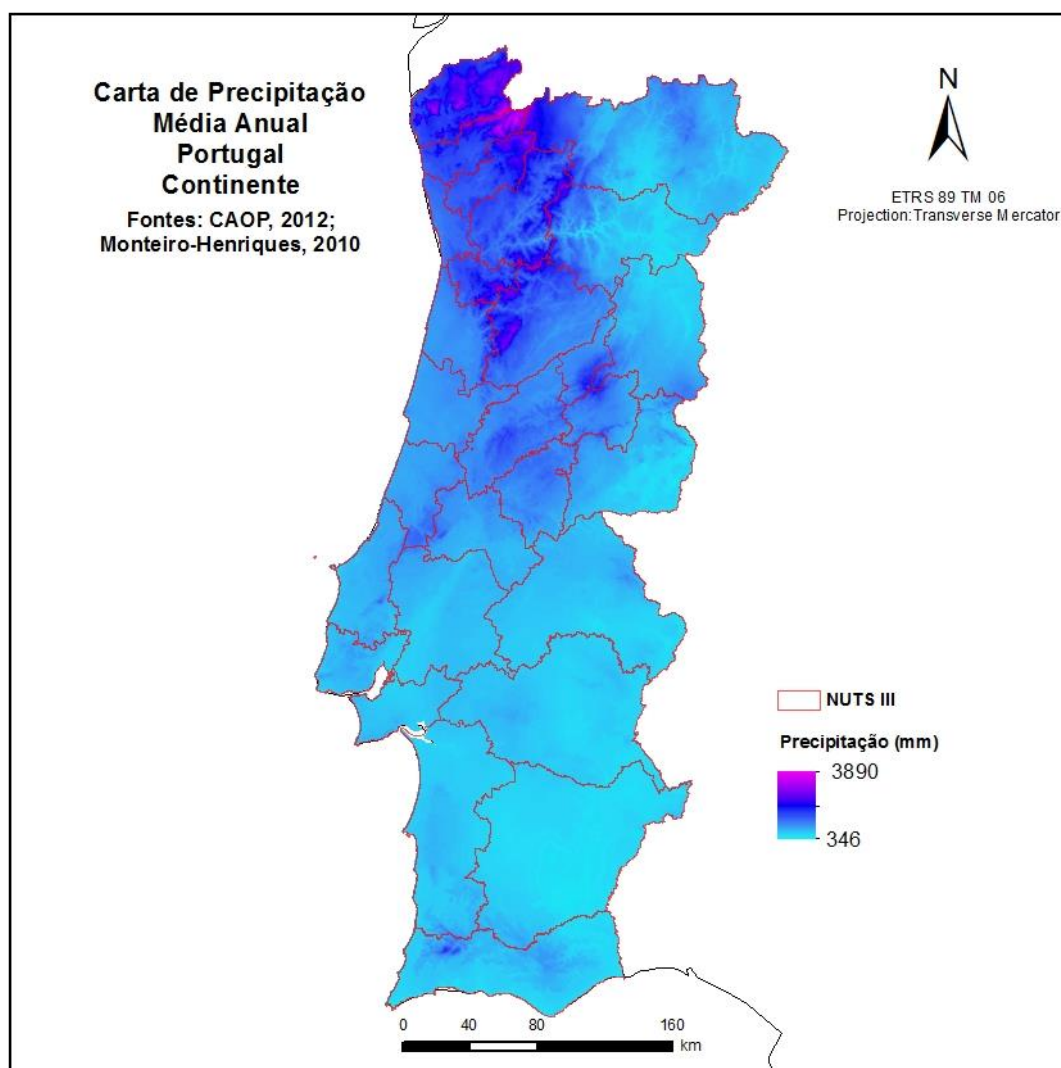 Carta de Precipitação
Média Anual
Portugal
Continente
Fontes: CAOP, 2012;
Monteiro-Henriques, 2010
N
ETRS 89 TM 06
Projection:Transverse Mercator
NUTS III
Precipitação (mm)
3890
346
0 40 80 160
km